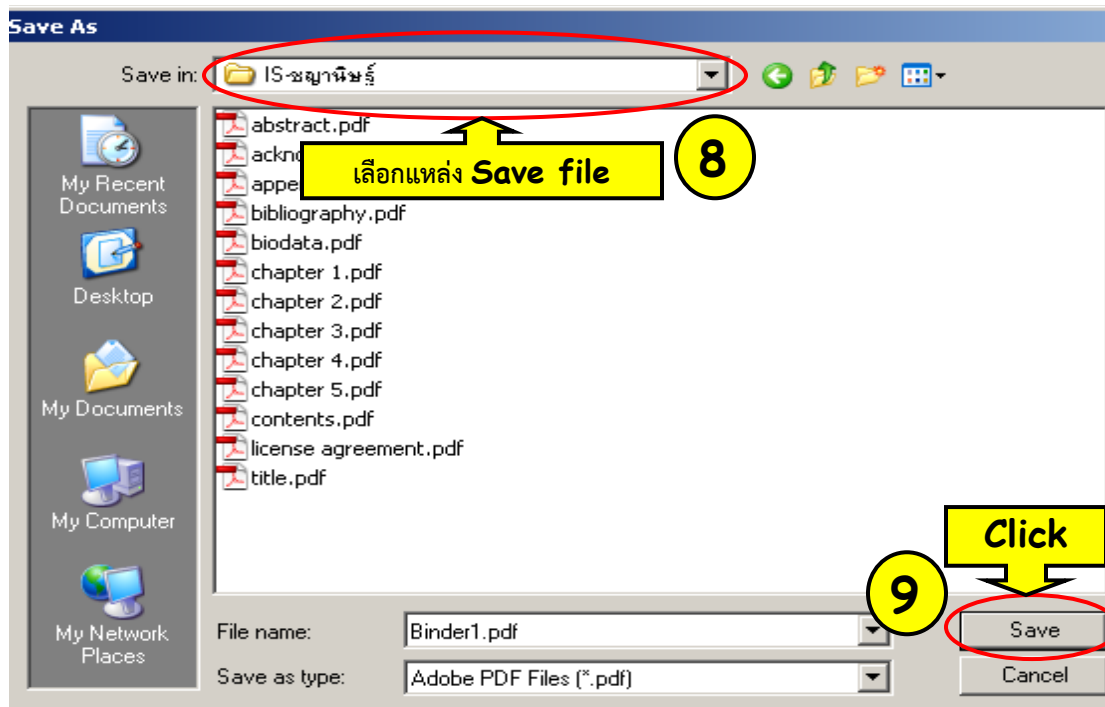 Save As
Save in: IS-ชญานิษธ์
abstract.pdf
เลือกแหล่ง Save file
8
bibliography.pdf
biodata.pdf
chapter 1.pdf
chapter 2.pdf
chapter 3.pdf
chapter 4.pdf
chapter 5.pdf
contents.pdf
license agreement.pdf
title.pdf
My Recent
Documents
Desktop
My Documents
My Computer
My Network
Places
Click
9
File name: Binder1.pdf
Save
Save as type: Adobe PDF Files (*.pdf)
Cancel